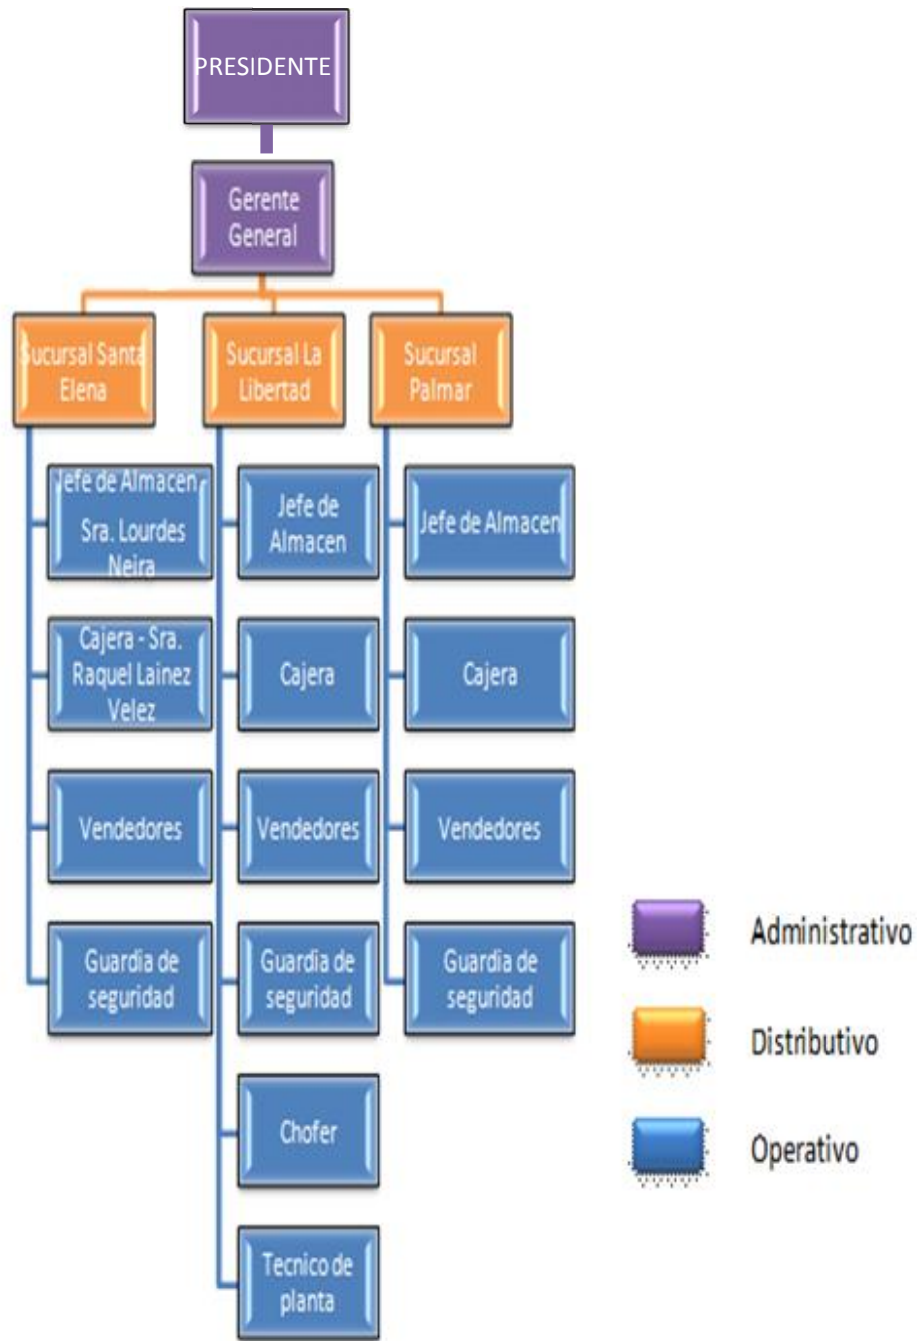 PRESIDENTE
Gerente
General
Sucursal Santa
Elena
Sucursal La
Libertad
Sucursal
Palmar
Jefe de Almacen -
Sra. Lourdes
Neira
Jefe de
Almacen
Jefe de Almacen
Cajera - Sra.
Raquel Lainez
Velez
Cajera
Cajera
Vendedores
Vendedores
Vendedores
Guardia de
seguridad
Guardia de
seguridad
Guardia de
seguridad
Chofer
Tecnico de
planta
Administrativo
Distributivo
Operativo